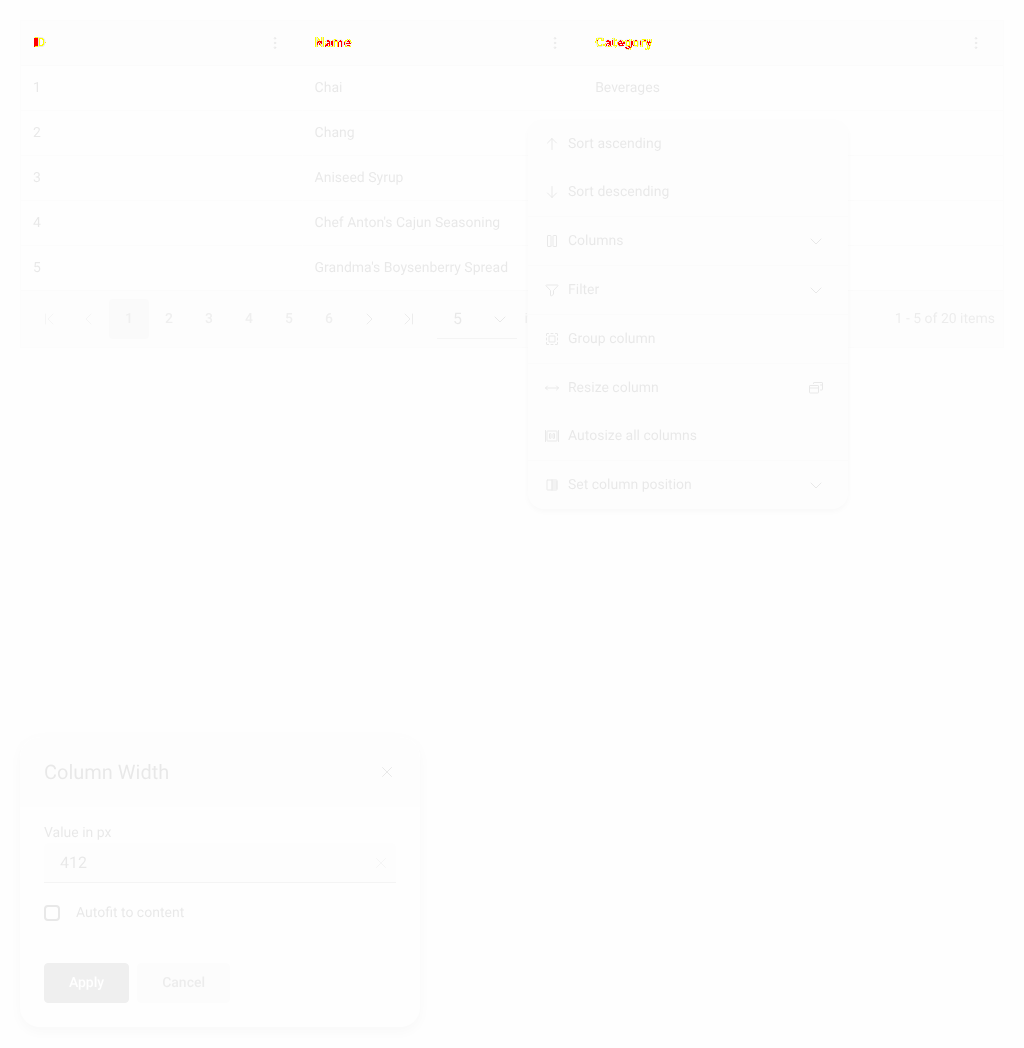 ID Name Category
1 Chai Beverages
2 Chang
3 Aniseed Syrup
4 Chef Anton's Cajun Seasoning
5 Grandma's Boysenberry Spread
1 2 3 4 5 6 5 1 - 5 of 20 items
Sort ascending
Sort descending
Columns
Filter
Group column
Resize column
Autosize all columns
Set column position
Column Width
Value in px
412
Autofit to content
Apply Cancel